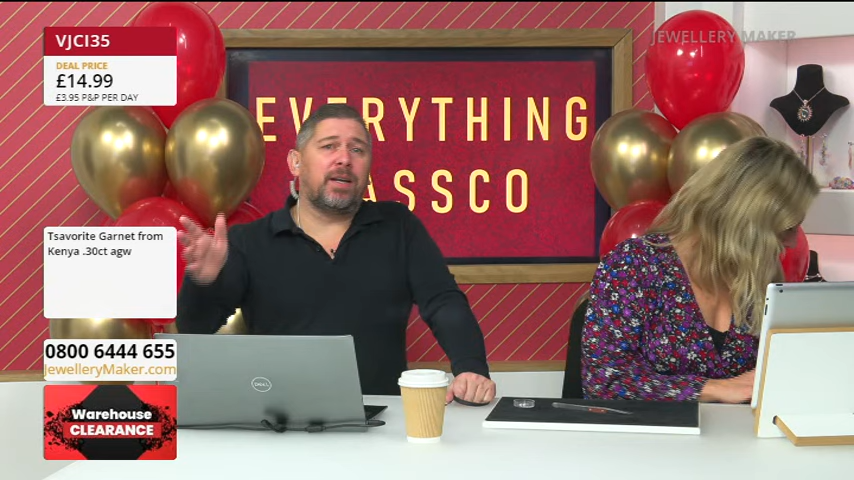 VJCI35
DEAL PRICE
£14.99
£3.95 P&P PER DAY
JEWELLERY MAKER
EVERYTHING
ASSCO
Tsavorite Garnet from
Kenya .30ct agw
0800 6444 655
JewelleryMaker.com
Warehouse
CLEARANCE
DELL